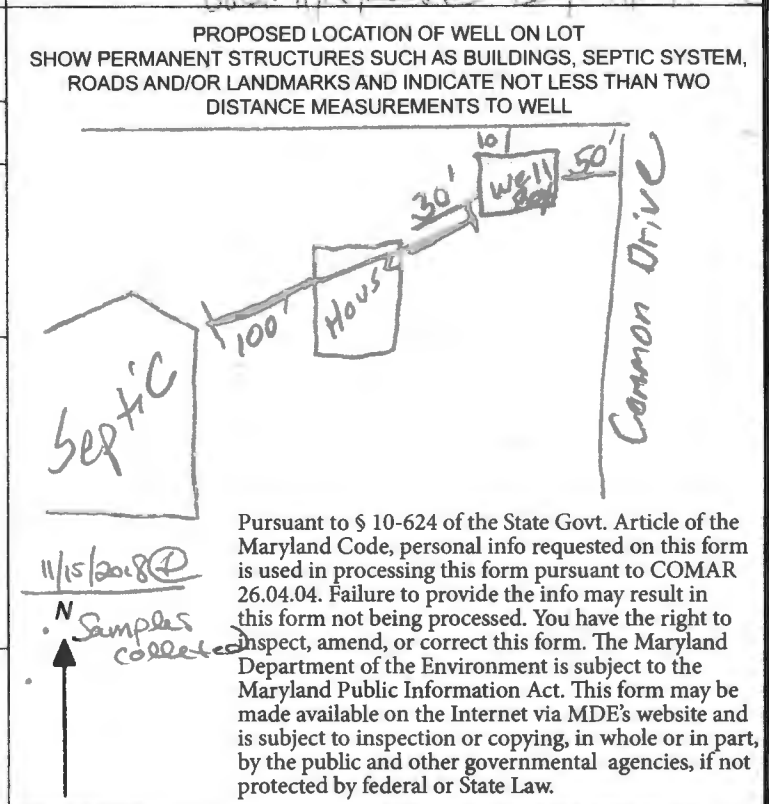 PROPOSED LOCATION OF WELL ON LOT
SHOW PERMANENT STRUCTURES SUCH AS BUILDINGS, SEPTIC SYSTEM,
ROADS AND/OR LANDMARKS AND INDICATE NOT LESS THAN TWO
DISTANCE MEASUREMENTS TO WELL
10'
Well
50'
30'
House
100'
Septic
Common Drive
11/15/2018
N
Samples
colleted
Pursuant to § 10-624 of the State Govt. Article of the
Maryland Code, personal info requested on this form
is used in processing this form pursuant to COMAR
26.04.04. Failure to provide the info may result in
this form not being processed. You have the right to
inspect, amend, or correct this form. The Maryland
Department of the Environment is subject to the
Maryland Public Information Act. This form may be
made available on the Internet via MDE's website and
is subject to inspection or copying, in whole or in part,
by the public and other governmental agencies, if not
protected by federal or State Law.